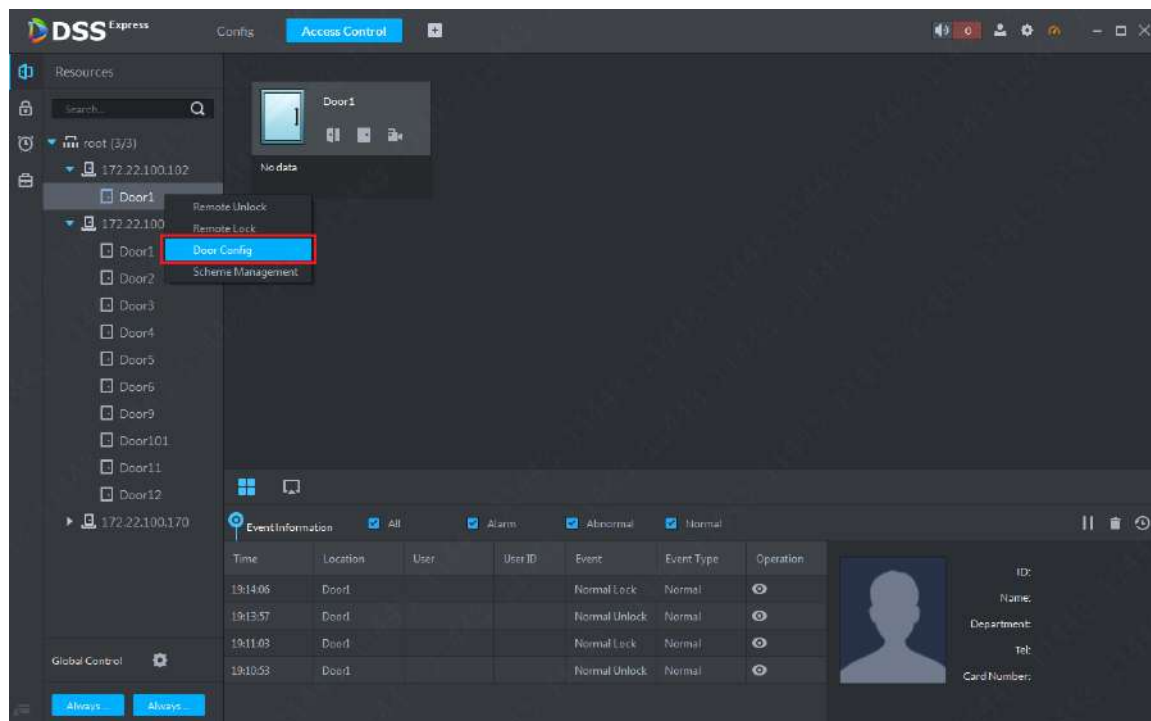 DSS Express
Config
Access Control
0
Resources
Search...
root (3/3)
172.22.100.102
Door1
172.22.100
Door1
Door2
Door3
Door4
Door5
Door6
Door9
Door101
Door11
Door12
172.22.100.170
Global Control
Always...
Always...
Remote Unlock
Remote Lock
Door Config
Scheme Management
Door1
No data
Event Information
All
Alarm
Abnormal
Normal
Time Location User User ID Event Event Type Operation
19:14:06 Door1 Normal Lock Normal
19:13:57 Door1 Normal Unlock Normal
19:11:03 Door1 Normal Lock Normal
19:10:53 Door1 Normal Unlock Normal
ID:
Name:
Department:
Tel:
Card Number: